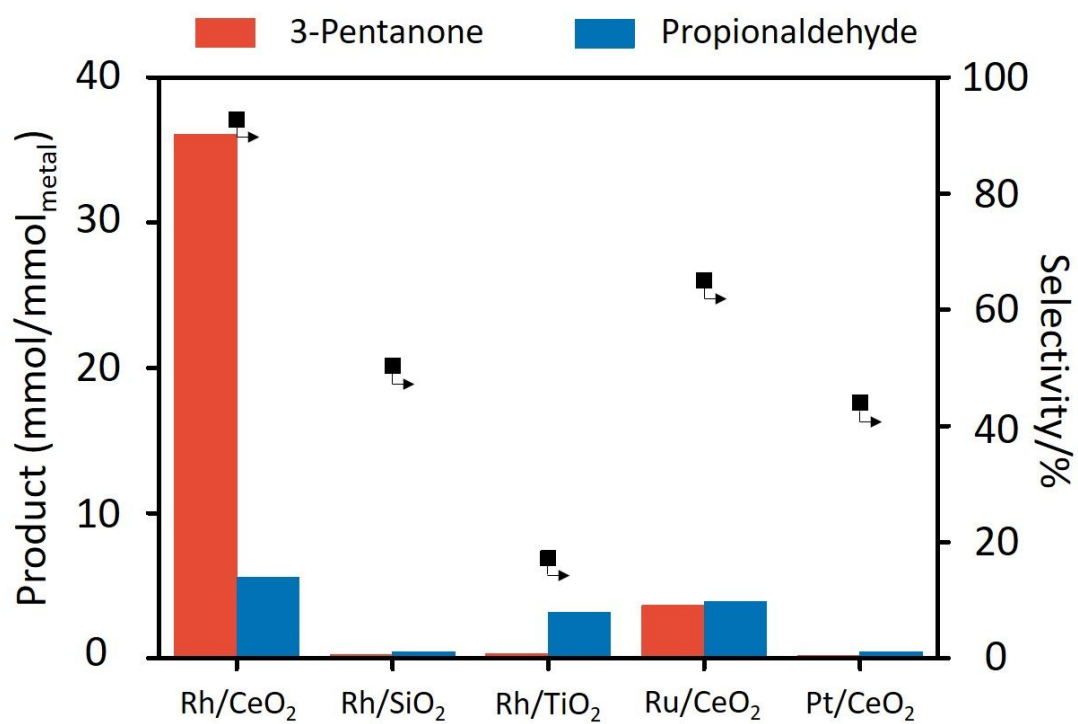 3-Pentanone Propionaldehyde
Product (mmol/mmol_metal)
40
30
20
10
0
100
80
60
40
20
0
Selectivity/%
Rh/CeO₂ Rh/SiO₂ Rh/TiO₂ Ru/CeO₂ Pt/CeO₂